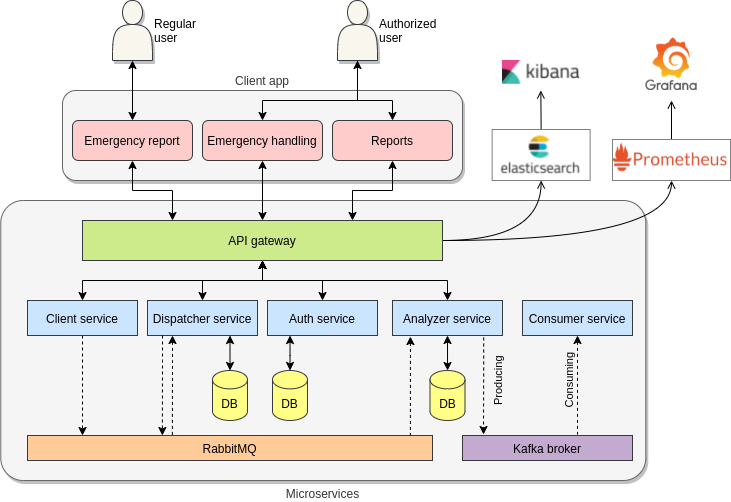 Regular
user
Authorized
user
Client app
kibana
Grafana
Emergency report
Emergency handling
Reports
elasticsearch
Prometheus
API gateway
Client service
Dispatcher service
Auth service
Analyzer service
Consumer service
Producing
Consuming
DB
DB
DB
RabbitMQ
Kafka broker
Microservices